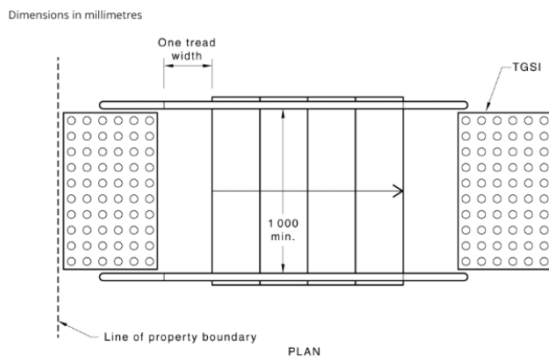 Dimensions in millimetres
One tread
width
TGSI
1 000
min.
Line of property boundary
PLAN